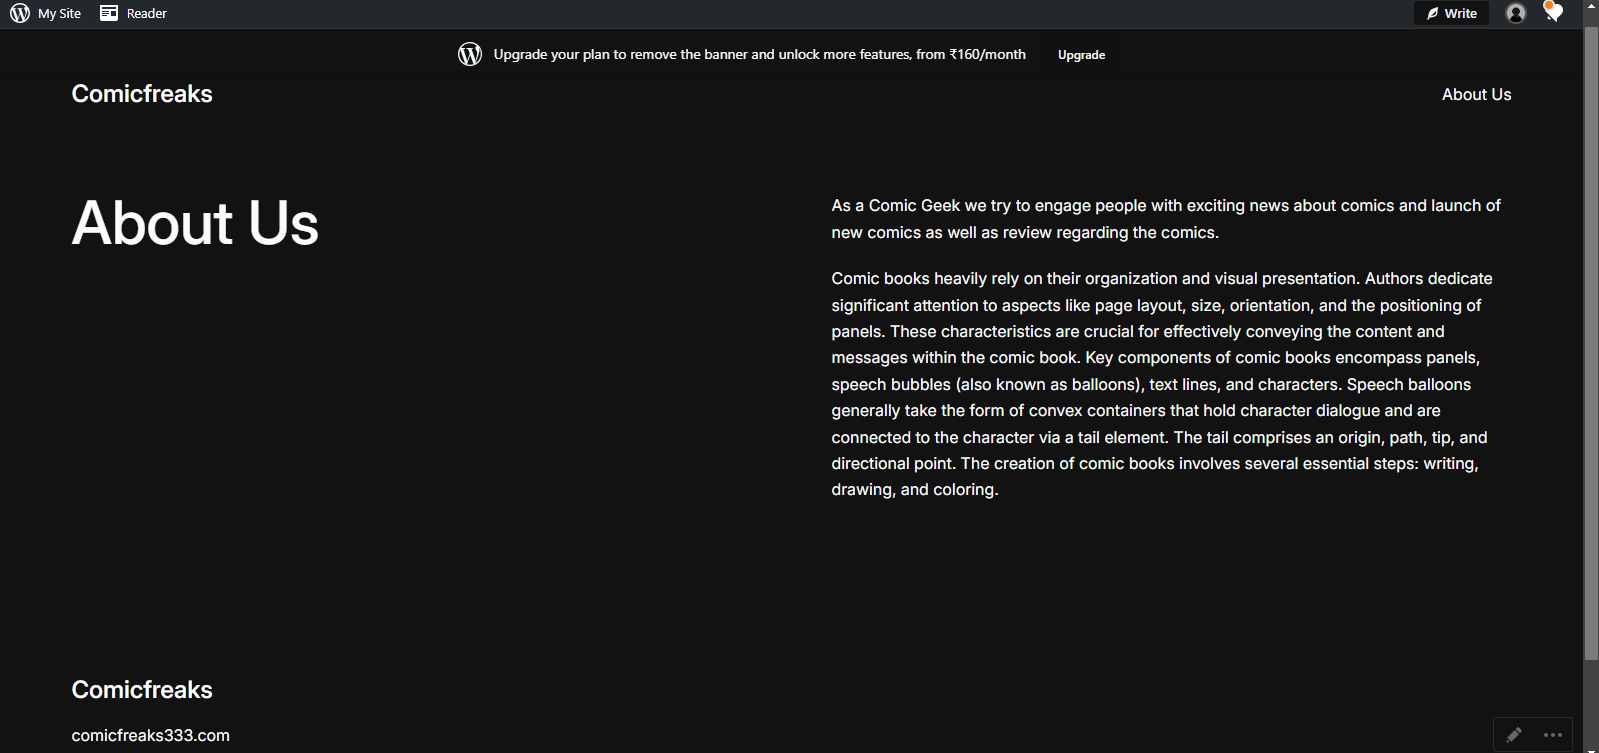 My Site
Reader
Write
Upgrade your plan to remove the banner and unlock more features, from ₹160/month
Upgrade
Comicfreaks
About Us
About Us
As a Comic Geek we try to engage people with exciting news about comics and launch of
new comics as well as review regarding the comics.
Comic books heavily rely on their organization and visual presentation. Authors dedicate
significant attention to aspects like page layout, size, orientation, and the positioning of
panels. These characteristics are crucial for effectively conveying the content and
messages within the comic book. Key components of comic books encompass panels,
speech bubbles (also known as balloons), text lines, and characters. Speech balloons
generally take the form of convex containers that hold character dialogue and are
connected to the character via a tail element. The tail comprises an origin, path, tip, and
directional point. The creation of comic books involves several essential steps: writing,
drawing, and coloring.
Comicfreaks
comicfreaks333.com